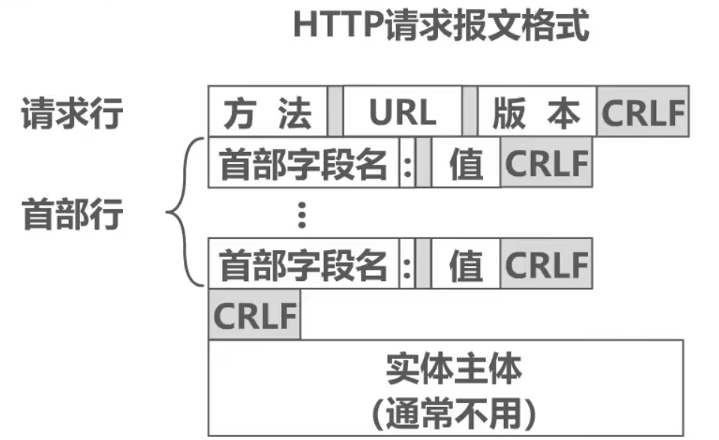 HTTP请求报文格式
请求行 方法 URL 版本 CRLF
首部字段名 : 值 CRLF
首部行 ⋮
首部字段名 : 值 CRLF
CRLF
实体主体
(通常不用)